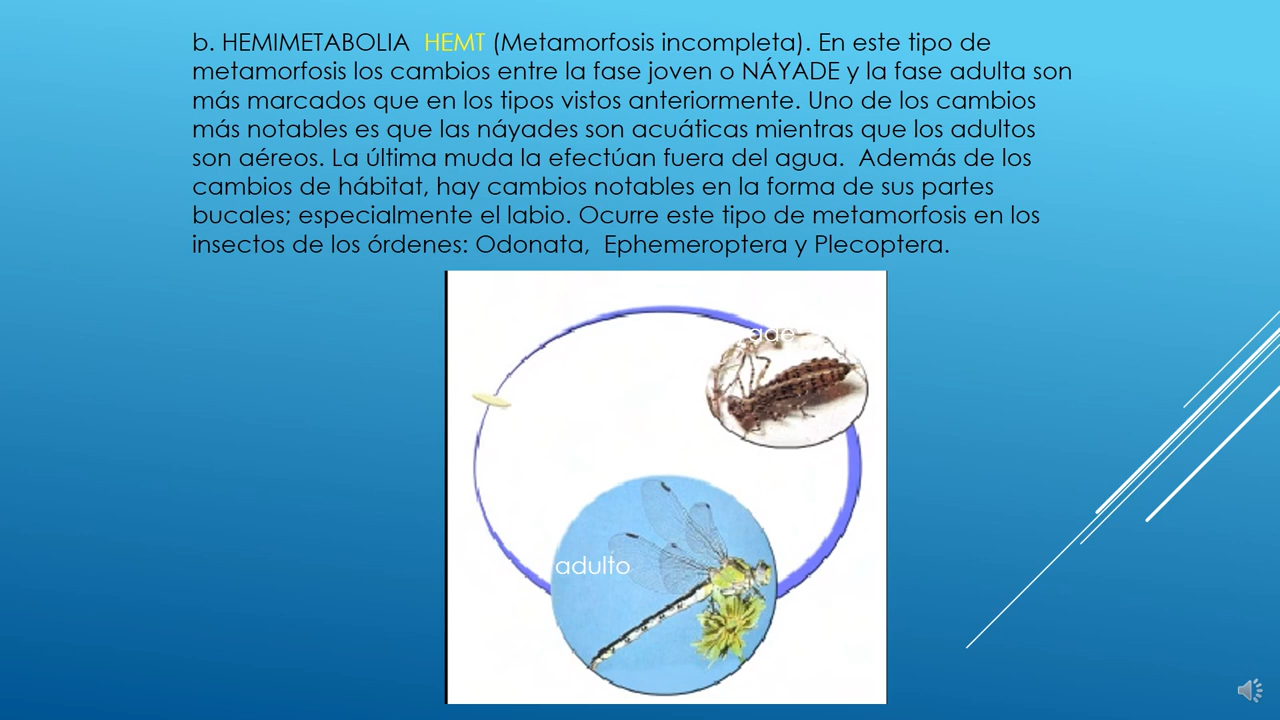 b. HEMIMETABOLIA HEMT (Metamorfosis incompleta). En este tipo de
metamorfosis los cambios entre la fase joven o NÁYADE y la fase adulta son
más marcados que en los tipos vistos anteriormente. Uno de los cambios
más notables es que las náyades son acuáticas mientras que los adultos
son aéreos. La última muda la efectúan fuera del agua. Además de los
cambios de hábitat, hay cambios notables en la forma de sus partes
bucales; especialmente el labio. Ocurre este tipo de metamorfosis en los
insectos de los órdenes: Odonata, Ephemeroptera y Plecoptera.
adulto